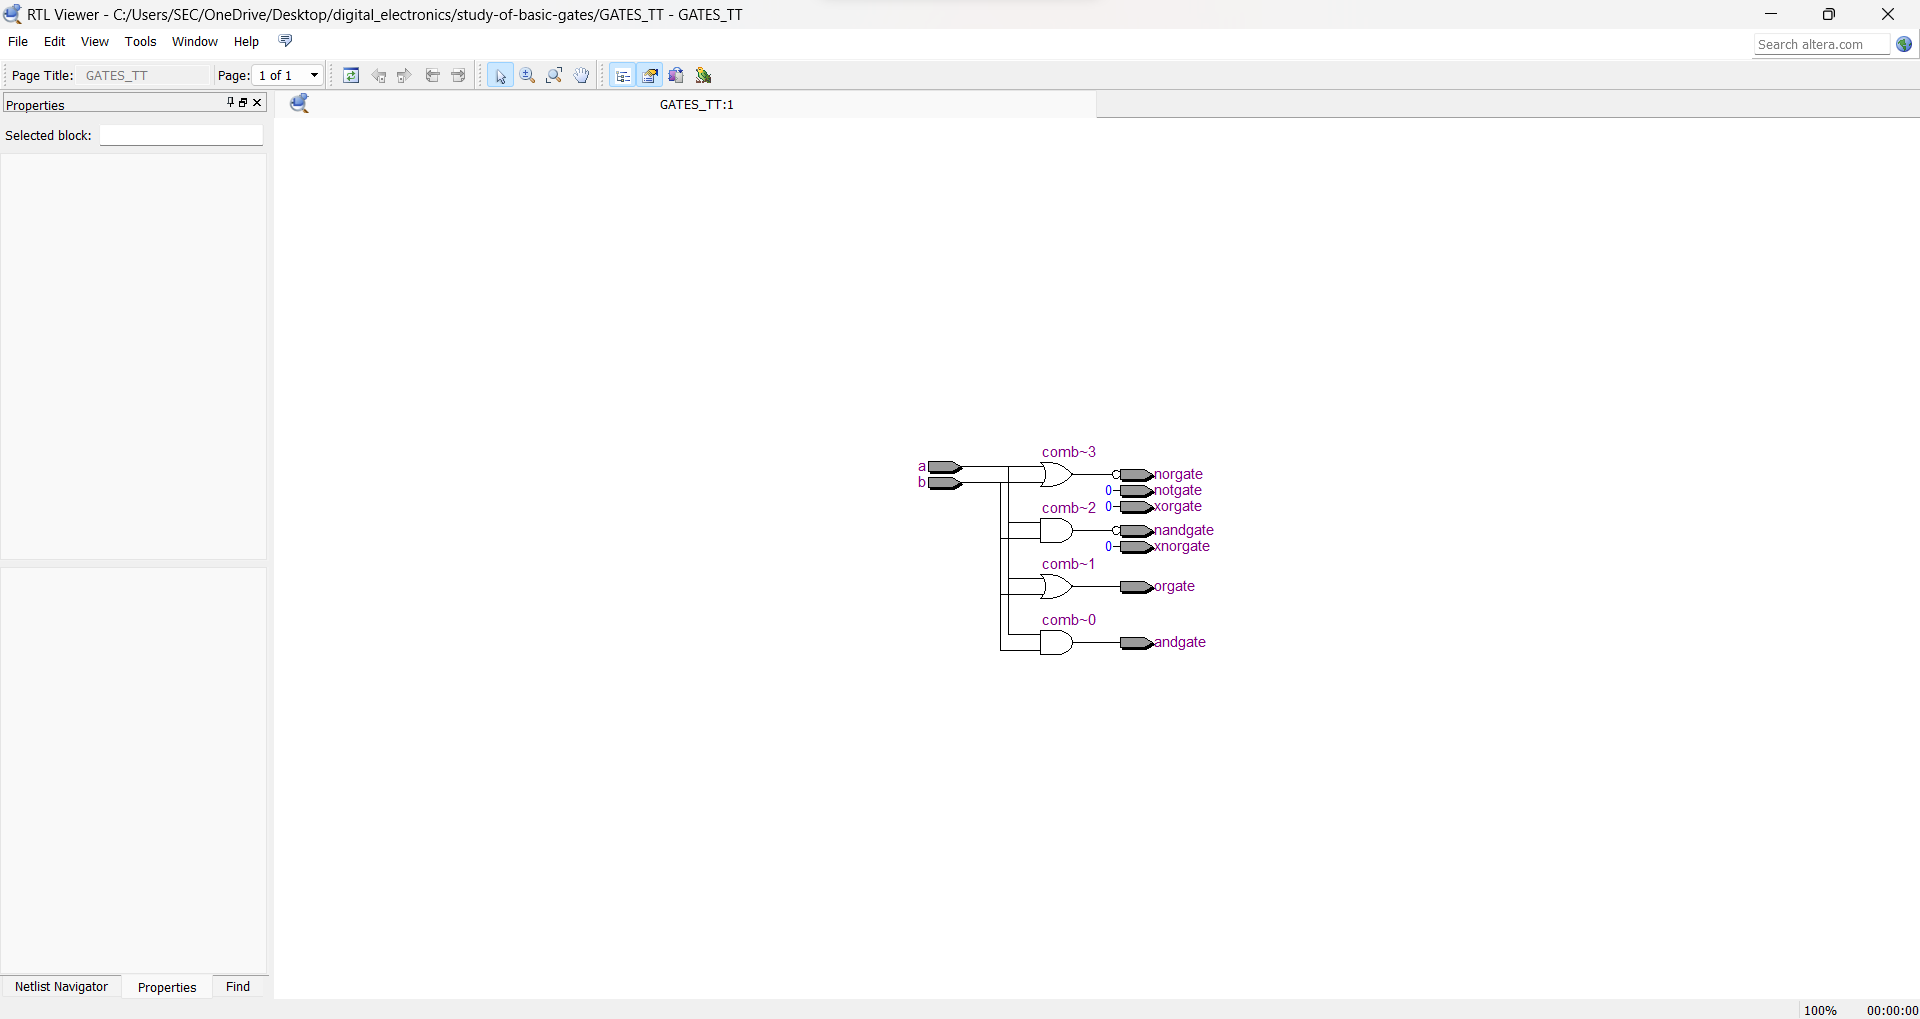 RTL Viewer - C:/Users/SEC/OneDrive/Desktop/digital_electronics/study-of-basic-gates/GATES_TT - GATES_TT
File Edit View Tools Window Help
Search altera.com
Page Title: GATES_TT Page: 1 of 1
Properties
GATES_TT:1
Selected block:
comb~3
a
norgate
b
0 notgate
comb~2
0 xorgate
nandgate
0 xnorgate
comb~1
orgate
comb~0
andgate
Netlist Navigator Properties Find
100% 00:00:00